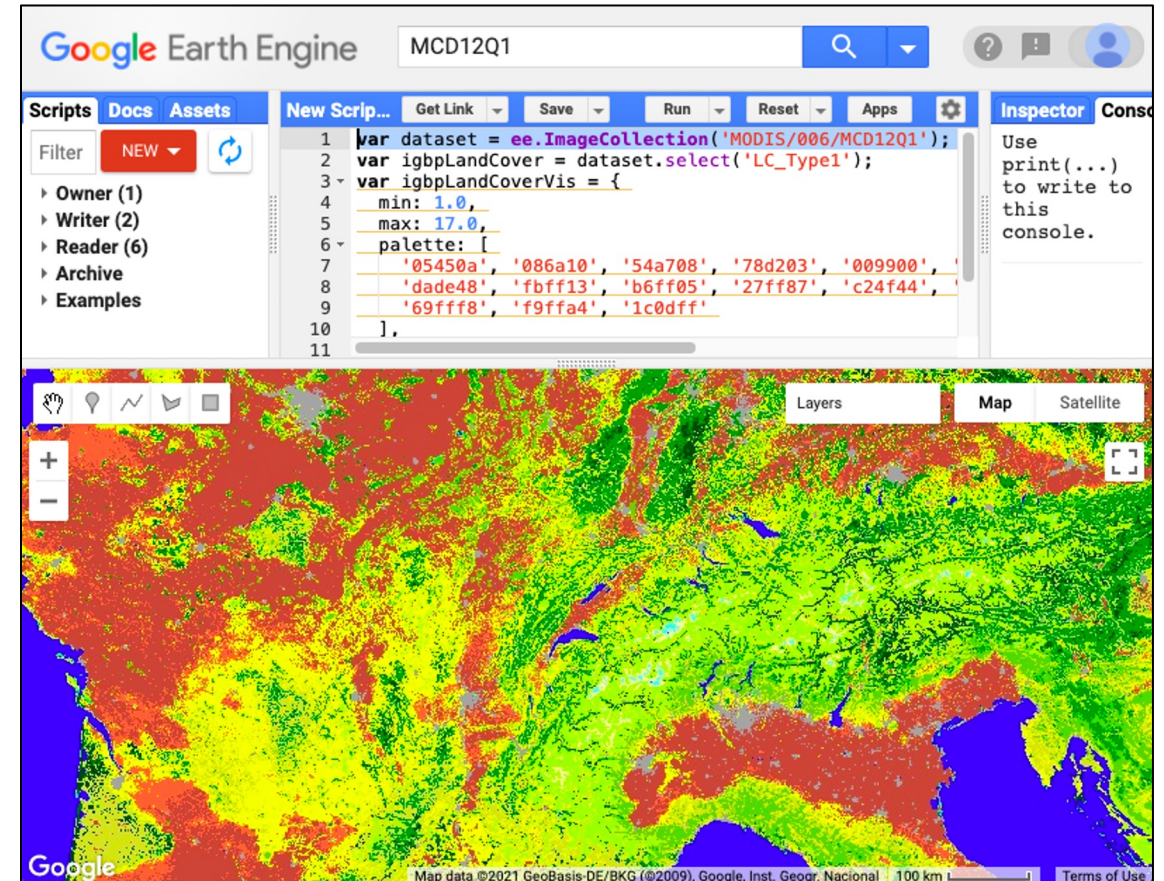 Google Earth Engine
MCD12Q1
Scripts Docs Assets
Filter
NEW
Owner (1)
Writer (2)
Reader (6)
Archive
Examples
New Scrip...
Get Link
Save
Run
Reset
Apps
1 var dataset = ee.ImageCollection('MODIS/006/MCD12Q1');
2 var igbpLandCover = dataset.select('LC_Type1');
3 var igbpLandCoverVis = {
4 min: 1.0,
5 max: 17.0,
6 palette: [
7 '05450a', '086a10', '54a708', '78d203', '009900', '
8 'dade48', 'fbff13', 'b6ff05', '27ff87', 'c24f44', '
9 '69fff8', 'f9ffa4', '1c0dff'
10 ],
11
Inspector Conso
Use
print(...)
to write to
this
console.
Layers
Map
Satellite
+
−
Google
Map data ©2021 GeoBasis-DE/BKG (©2009), Google, Inst. Geogr. Nacional
100 km
Terms of Use